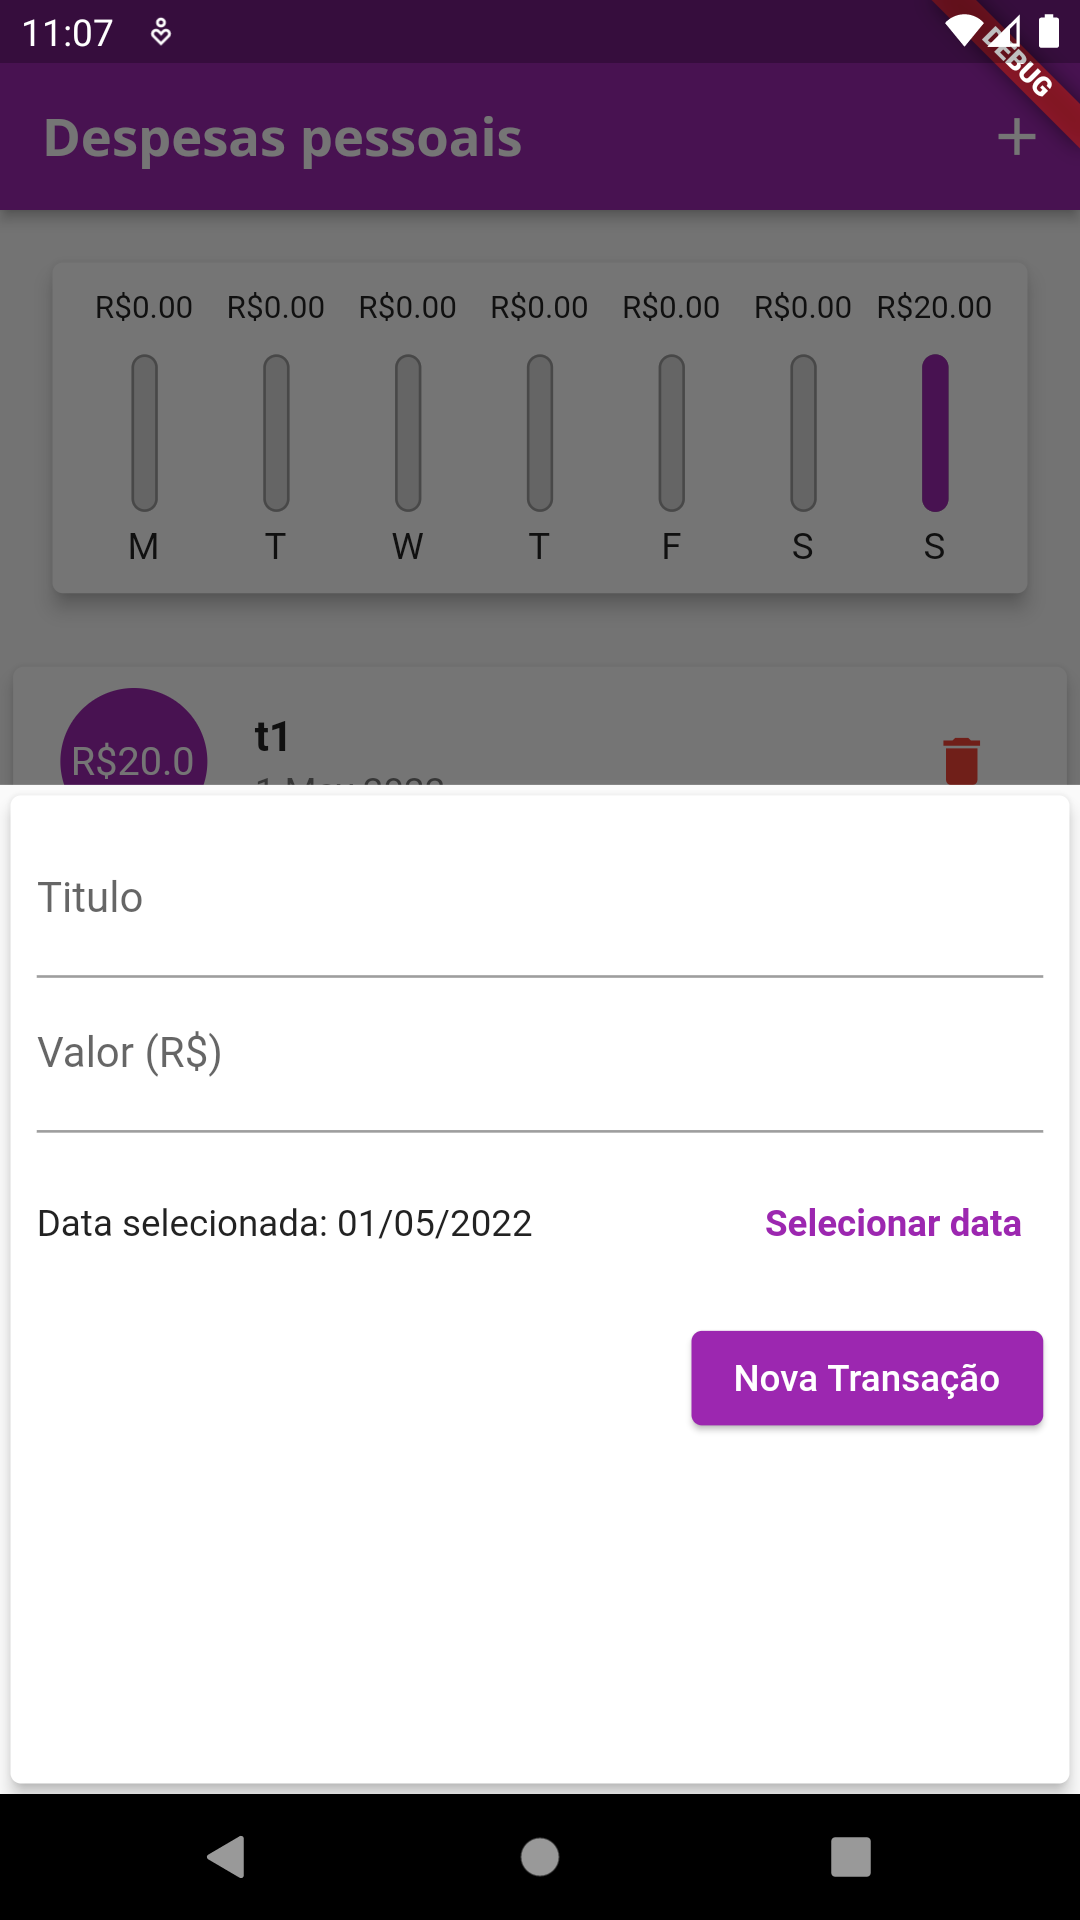 11:07
DEBUG
Despesas pessoais
R$0.00 R$0.00 R$0.00 R$0.00 R$0.00 R$0.00 R$20.00
M T W T F S S
t1
R$20.0
Titulo
Valor (R$)
Data selecionada: 01/05/2022 Selecionar data
Nova Transação